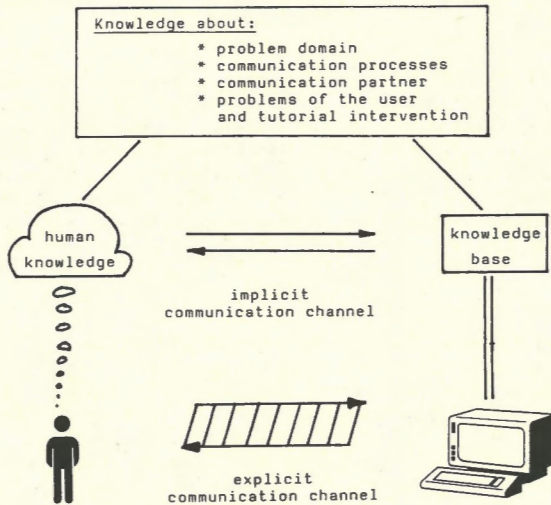 Knowledge about:
* problem domain
* communication processes
* communication partner
* problems of the user
and tutorial intervention
human
knowledge
knowledge
base
implicit
communication channel
explicit
communication channel